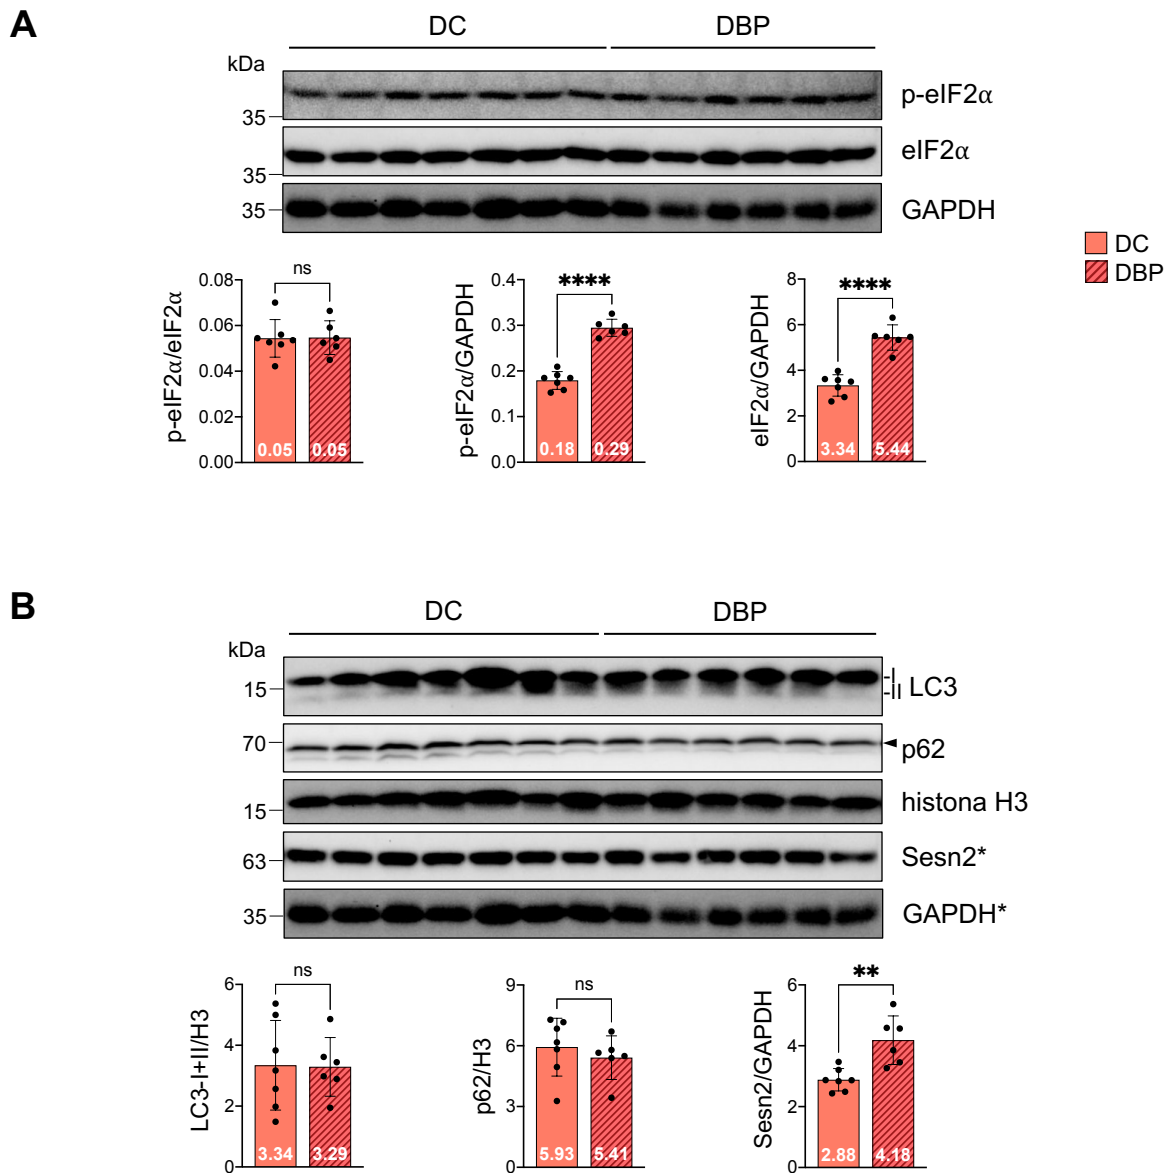 A
DC DBP
kDa
35 p-eIF2α
35 eIF2α
35 GAPDH
DC
DBP
p-eIF2α/eIF2α
0.08
0.06
0.04
0.02
0.00
ns
0.05 0.05
p-eIF2α/GAPDH
0.4
0.3
0.2
0.1
0.0
****
0.18 0.29
eIF2α/GAPDH
8
6
4
2
0
****
3.34 5.44
B
DC DBP
kDa
15 -I -II LC3
70 p62
15 histona H3
63 Sesn2*
35 GAPDH*
LC3-I+II/H3
6
4
2
0
ns
3.34 3.29
p62/H3
9
6
3
0
ns
5.93 5.41
Sesn2/GAPDH
6
4
2
0
**
2.88 4.18